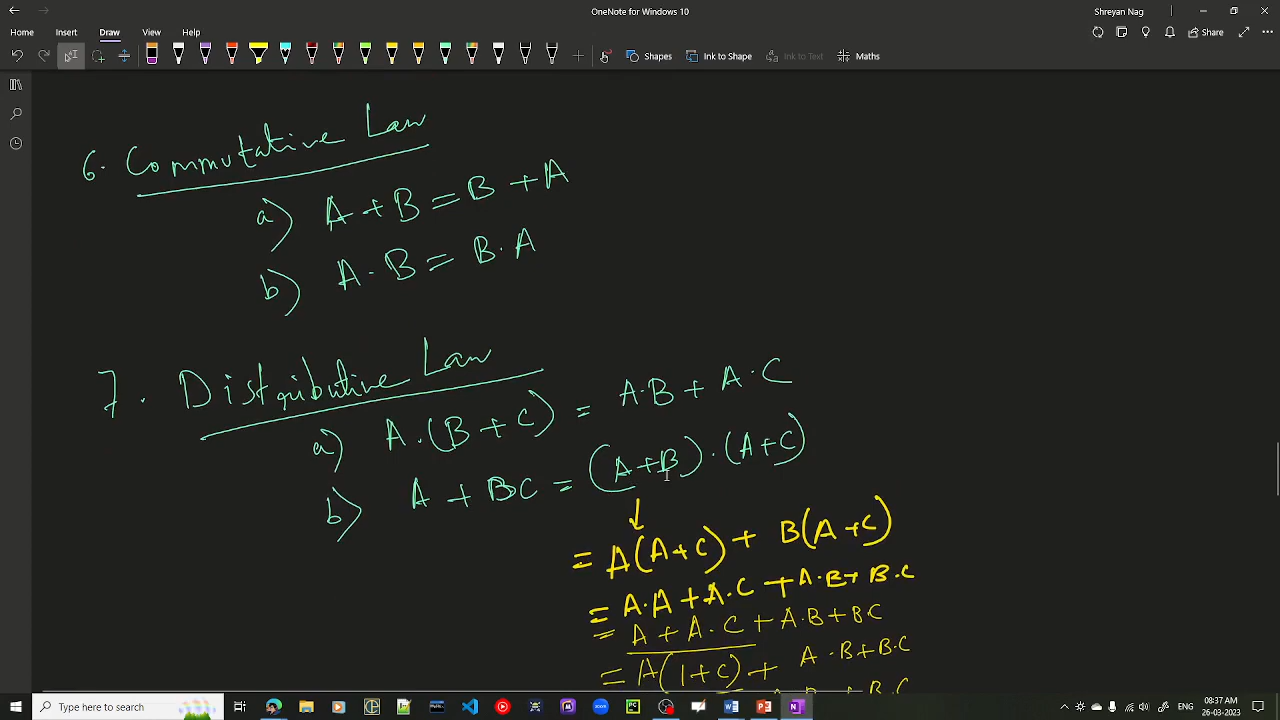 OneNote for Windows 10
Shreyan Nag
Home Insert Draw View Help
Share
Shapes Ink to Shape Ink to Text Maths
6. Commutative Law
a) A + B = B + A
b) A · B = B · A
7. Distributive Law
a) A · (B + C) = A·B + A·C
b) A + BC = (A+B) · (A+C)
= A(A+C) + B(A+C)
= A·A + A·C + A·B + B·C
= A + A·C + A·B + BC
= A(1+C) + A·B + B·C
B·C
Type here to search
ENG
IN
08:37 AM
26-03-2023